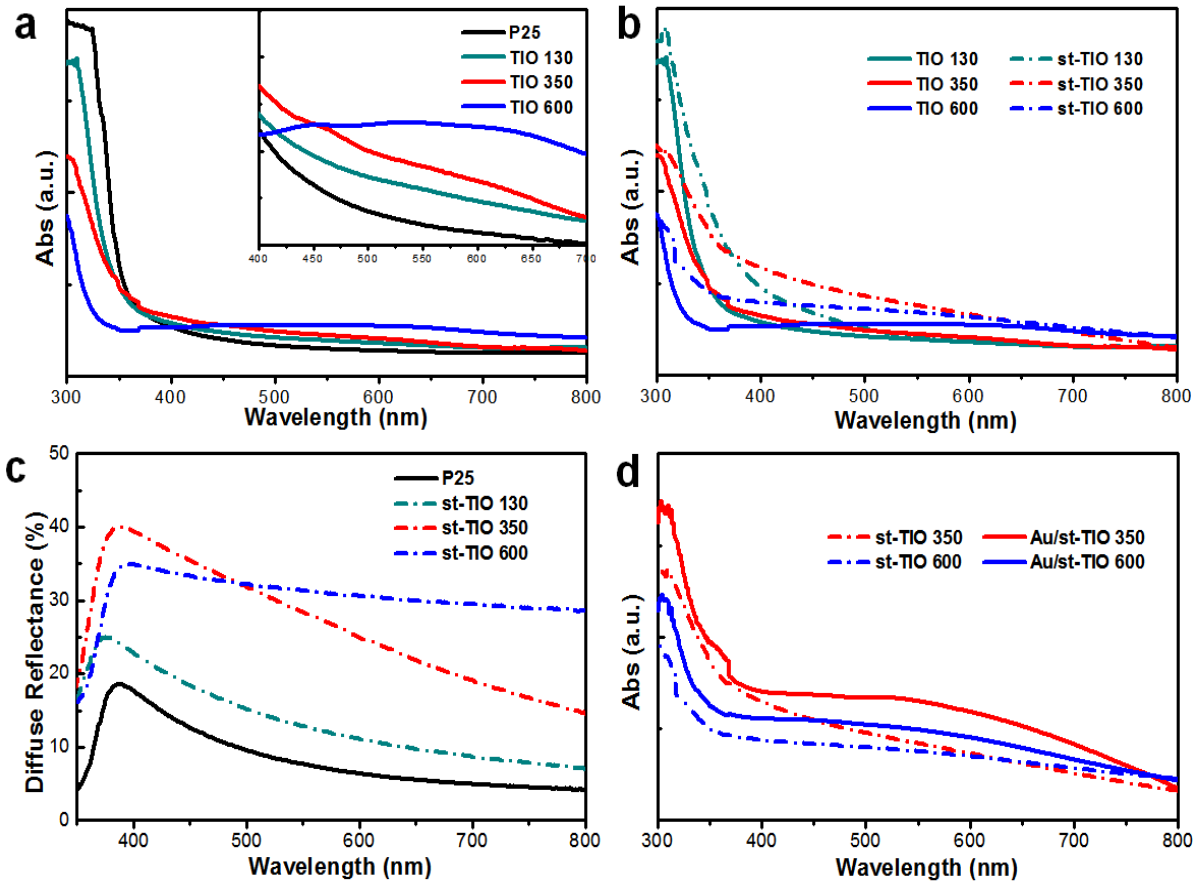 a
P25
TIO 130
TIO 350
TIO 600
Abs (a.u.)
400 450 500 550 600 650 700
300 400 500 600 700 800
Wavelength (nm)
b
TIO 130 st-TIO 130
TIO 350 st-TIO 350
TIO 600 st-TIO 600
Abs (a.u.)
300 400 500 600 700 800
Wavelength (nm)
c
P25
st-TIO 130
st-TIO 350
st-TIO 600
Diffuse Reflectance (%)
50
40
30
20
10
0
400 500 600 700 800
Wavelength (nm)
d
st-TIO 350 Au/st-TIO 350
st-TIO 600 Au/st-TIO 600
Abs (a.u.)
300 400 500 600 700 800
Wavelength (nm)